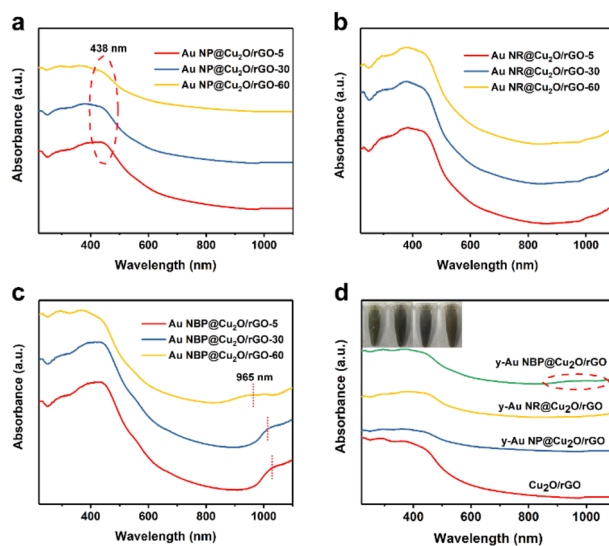 a
438 nm
Au NP@Cu₂O/rGO-5
Au NP@Cu₂O/rGO-30
Au NP@Cu₂O/rGO-60
Absorbance (a.u.)
400 600 800 1000
Wavelength (nm)
b
Au NR@Cu₂O/rGO-5
Au NR@Cu₂O/rGO-30
Au NR@Cu₂O/rGO-60
Absorbance (a.u.)
400 600 800 1000
Wavelength (nm)
c
Au NBP@Cu₂O/rGO-5
Au NBP@Cu₂O/rGO-30
Au NBP@Cu₂O/rGO-60
965 nm
Absorbance (a.u.)
400 600 800 1000
Wavelength (nm)
d
y-Au NBP@Cu₂O/rGO
y-Au NR@Cu₂O/rGO
y-Au NP@Cu₂O/rGO
Cu₂O/rGO
Absorbance (a.u.)
400 600 800 1000
Wavelength (nm)